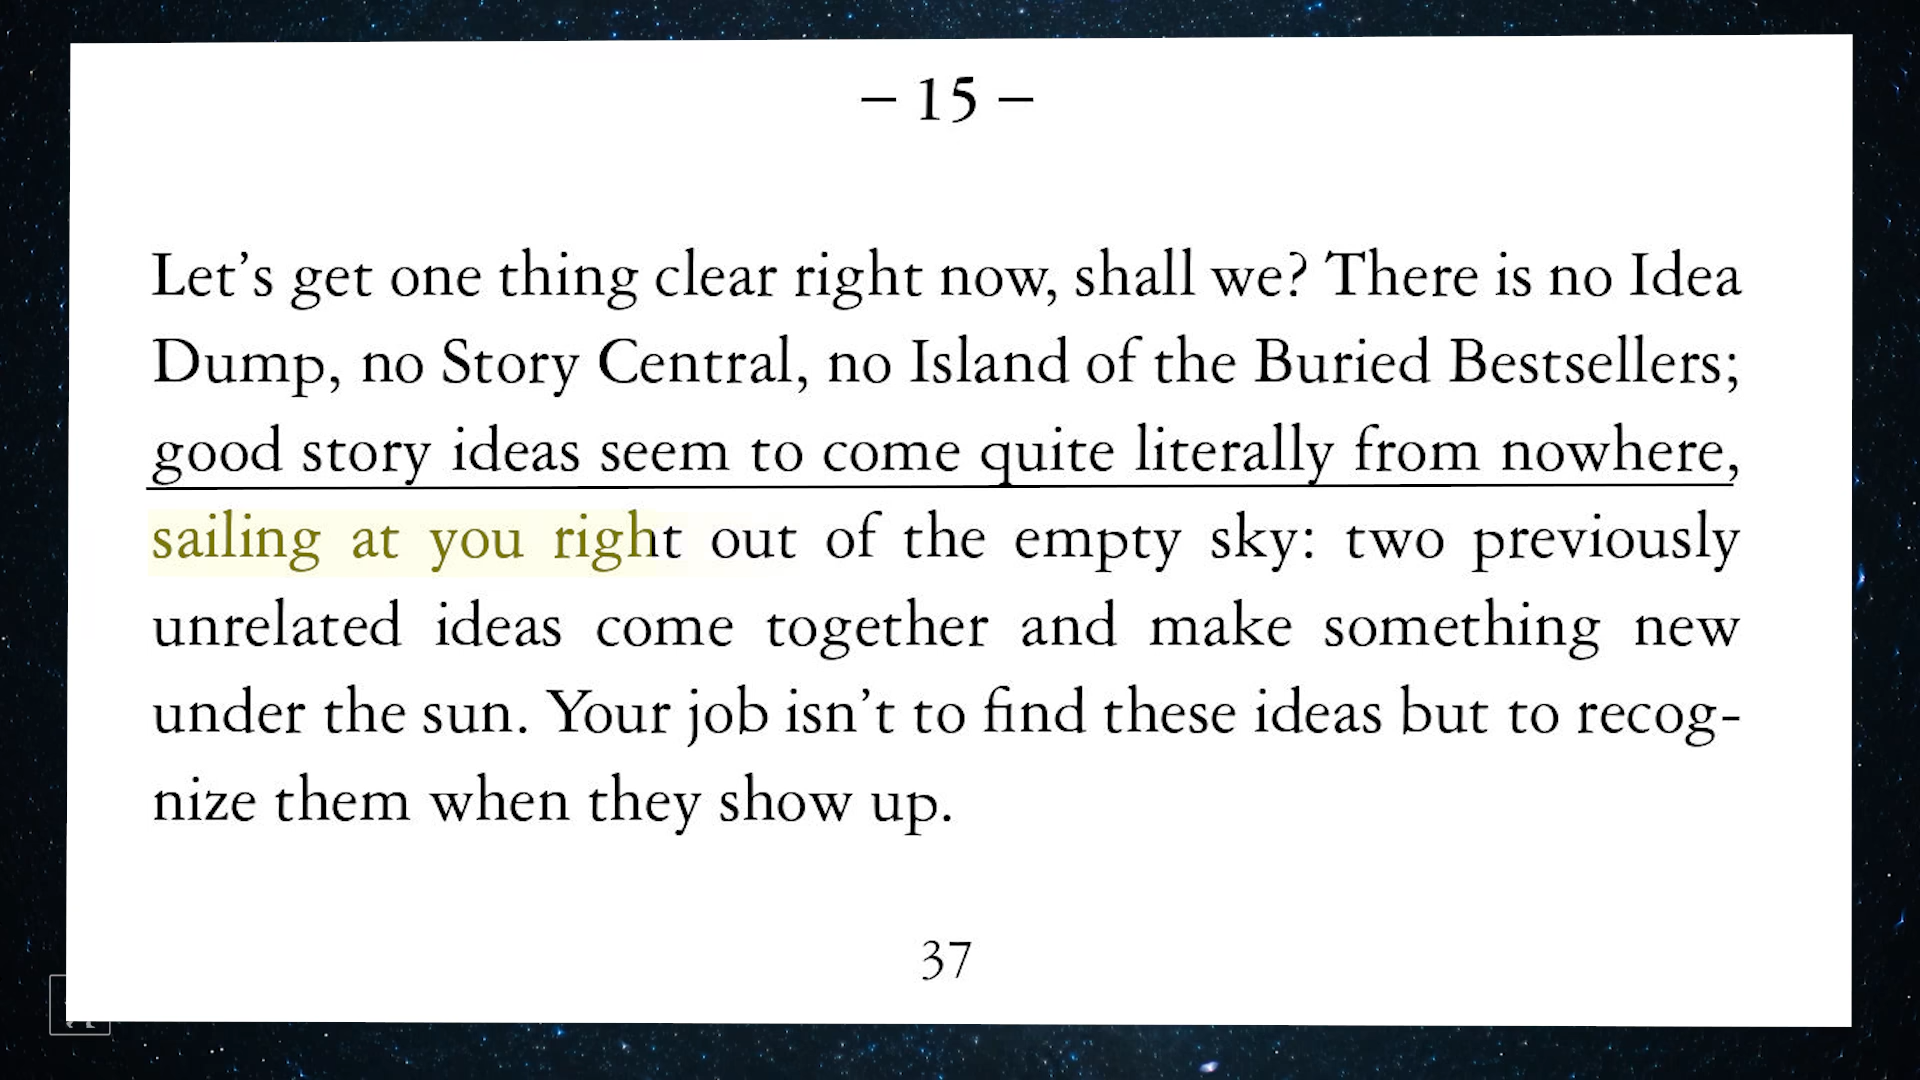 – 15 –
Let’s get one thing clear right now, shall we? There is no Idea
Dump, no Story Central, no Island of the Buried Bestsellers;
good story ideas seem to come quite literally from nowhere,
sailing at you right out of the empty sky: two previously
unrelated ideas come together and make something new
under the sun. Your job isn’t to find these ideas but to recog-
nize them when they show up.
37